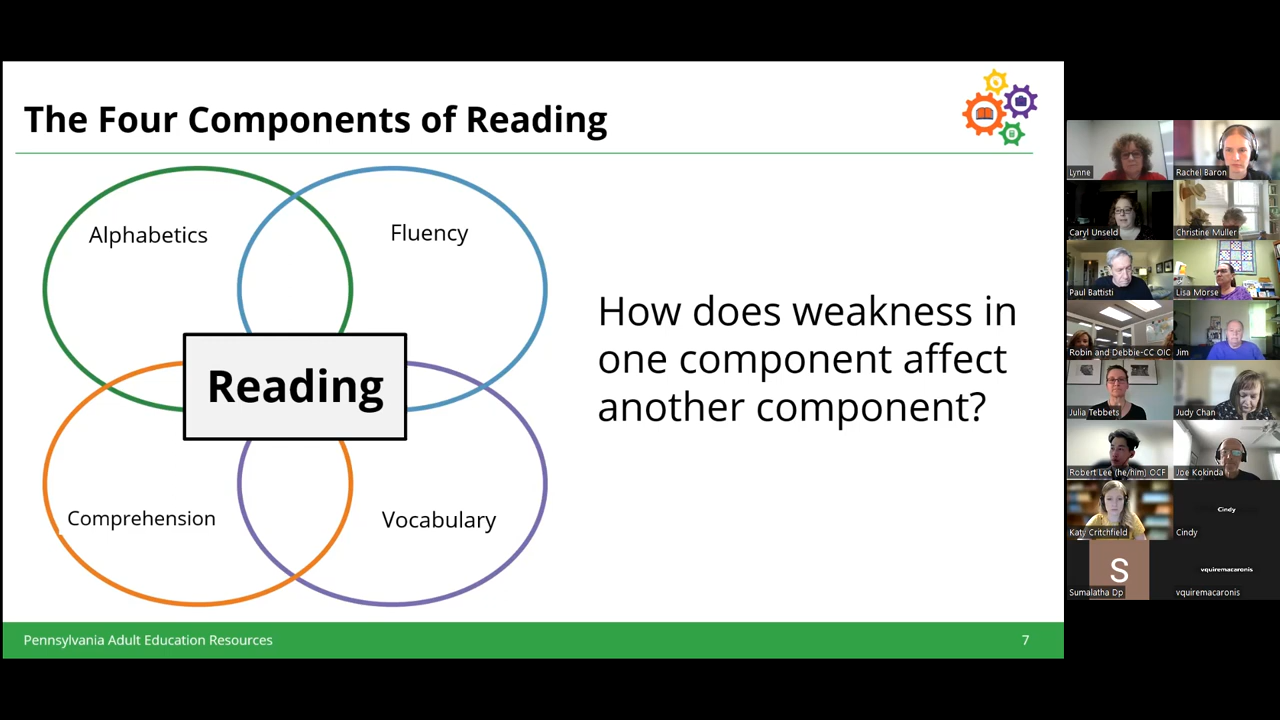 The Four Components of Reading
Alphabetics
Fluency
Reading
Comprehension
Vocabulary
How does weakness in
one component affect
another component?
Pennsylvania Adult Education Resources
7
Lynne
Rachel Baron
Caryl Unseld
Christine Muller
Paul Battisti
Lisa Morse
Robin and Debbie-CC OIC
Jim
Julia Tebbets
Judy Chan
Robert Lee (he/him) OCF
Joe Kokinda
Katy Critchfield
Cindy
Cindy
S
Sumalatha Dp
vquiremacaronis
vquiremacaronis